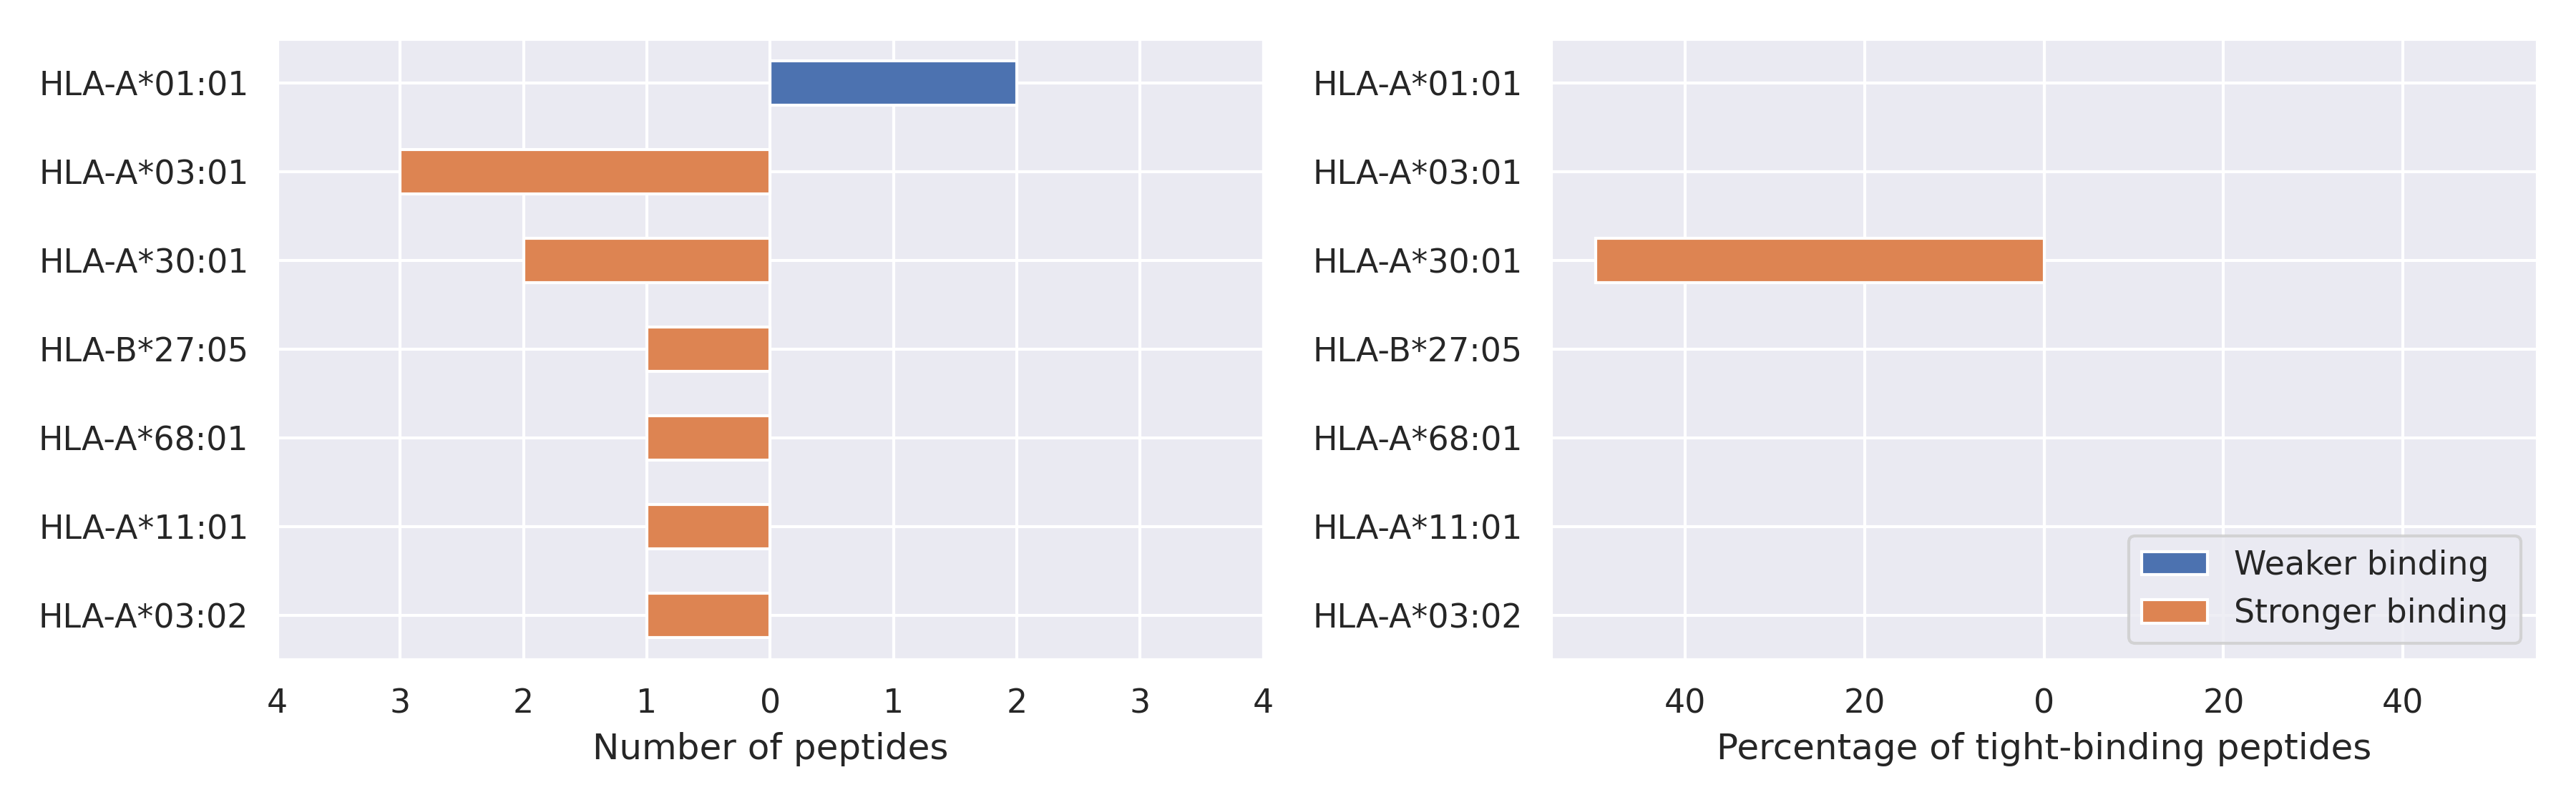 HLA-A*01:01
HLA-A*03:01
HLA-A*30:01
HLA-B*27:05
HLA-A*68:01
HLA-A*11:01
HLA-A*03:02
4 3 2 1 0 1 2 3 4
Number of peptides
HLA-A*01:01
HLA-A*03:01
HLA-A*30:01
HLA-B*27:05
HLA-A*68:01
HLA-A*11:01
HLA-A*03:02
Weaker binding
Stronger binding
40 20 0 20 40
Percentage of tight-binding peptides